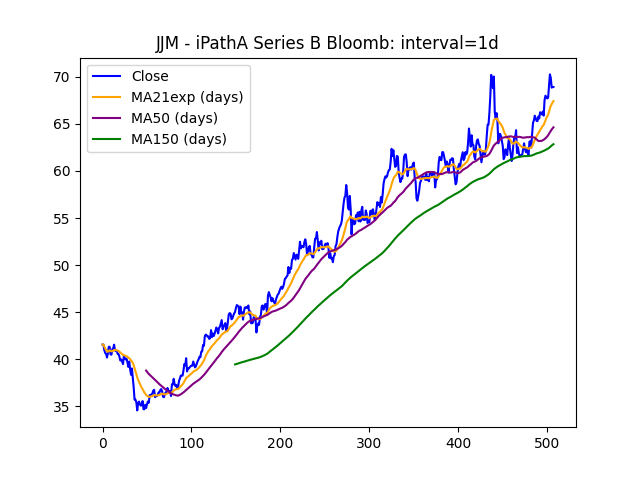 JJM - iPathA Series B Bloomb: interval=1d
Close
MA21exp (days)
MA50 (days)
MA150 (days)
70
65
60
55
50
45
40
35
0 100 200 300 400 500